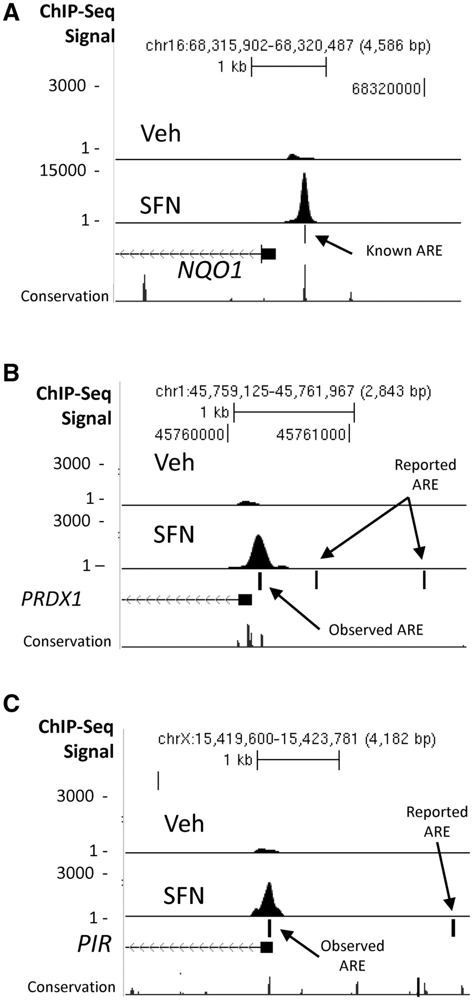 A
ChIP-Seq
Signal
chr16:68,315,902-68,320,487 (4,586 bp)
1 kb
3000 -
68320000
Veh
1 -
15000 -
SFN
1 -
Known ARE
NQO1
Conservation
B
ChIP-Seq
Signal
chr1:45,759,125-45,761,967 (2,843 bp)
1 kb
45760000
45761000
Veh
3000 -
Reported
ARE
1 -
3000 -
SFN
1 –
PRDX1
Observed ARE
Conservation
C
ChIP-Seq
Signal
chrX:15,419,600-15,423,781 (4,182 bp)
1 kb
3000 -
Reported
ARE
Veh
1 -
3000 -
SFN
1 -
PIR
Observed
ARE
Conservation